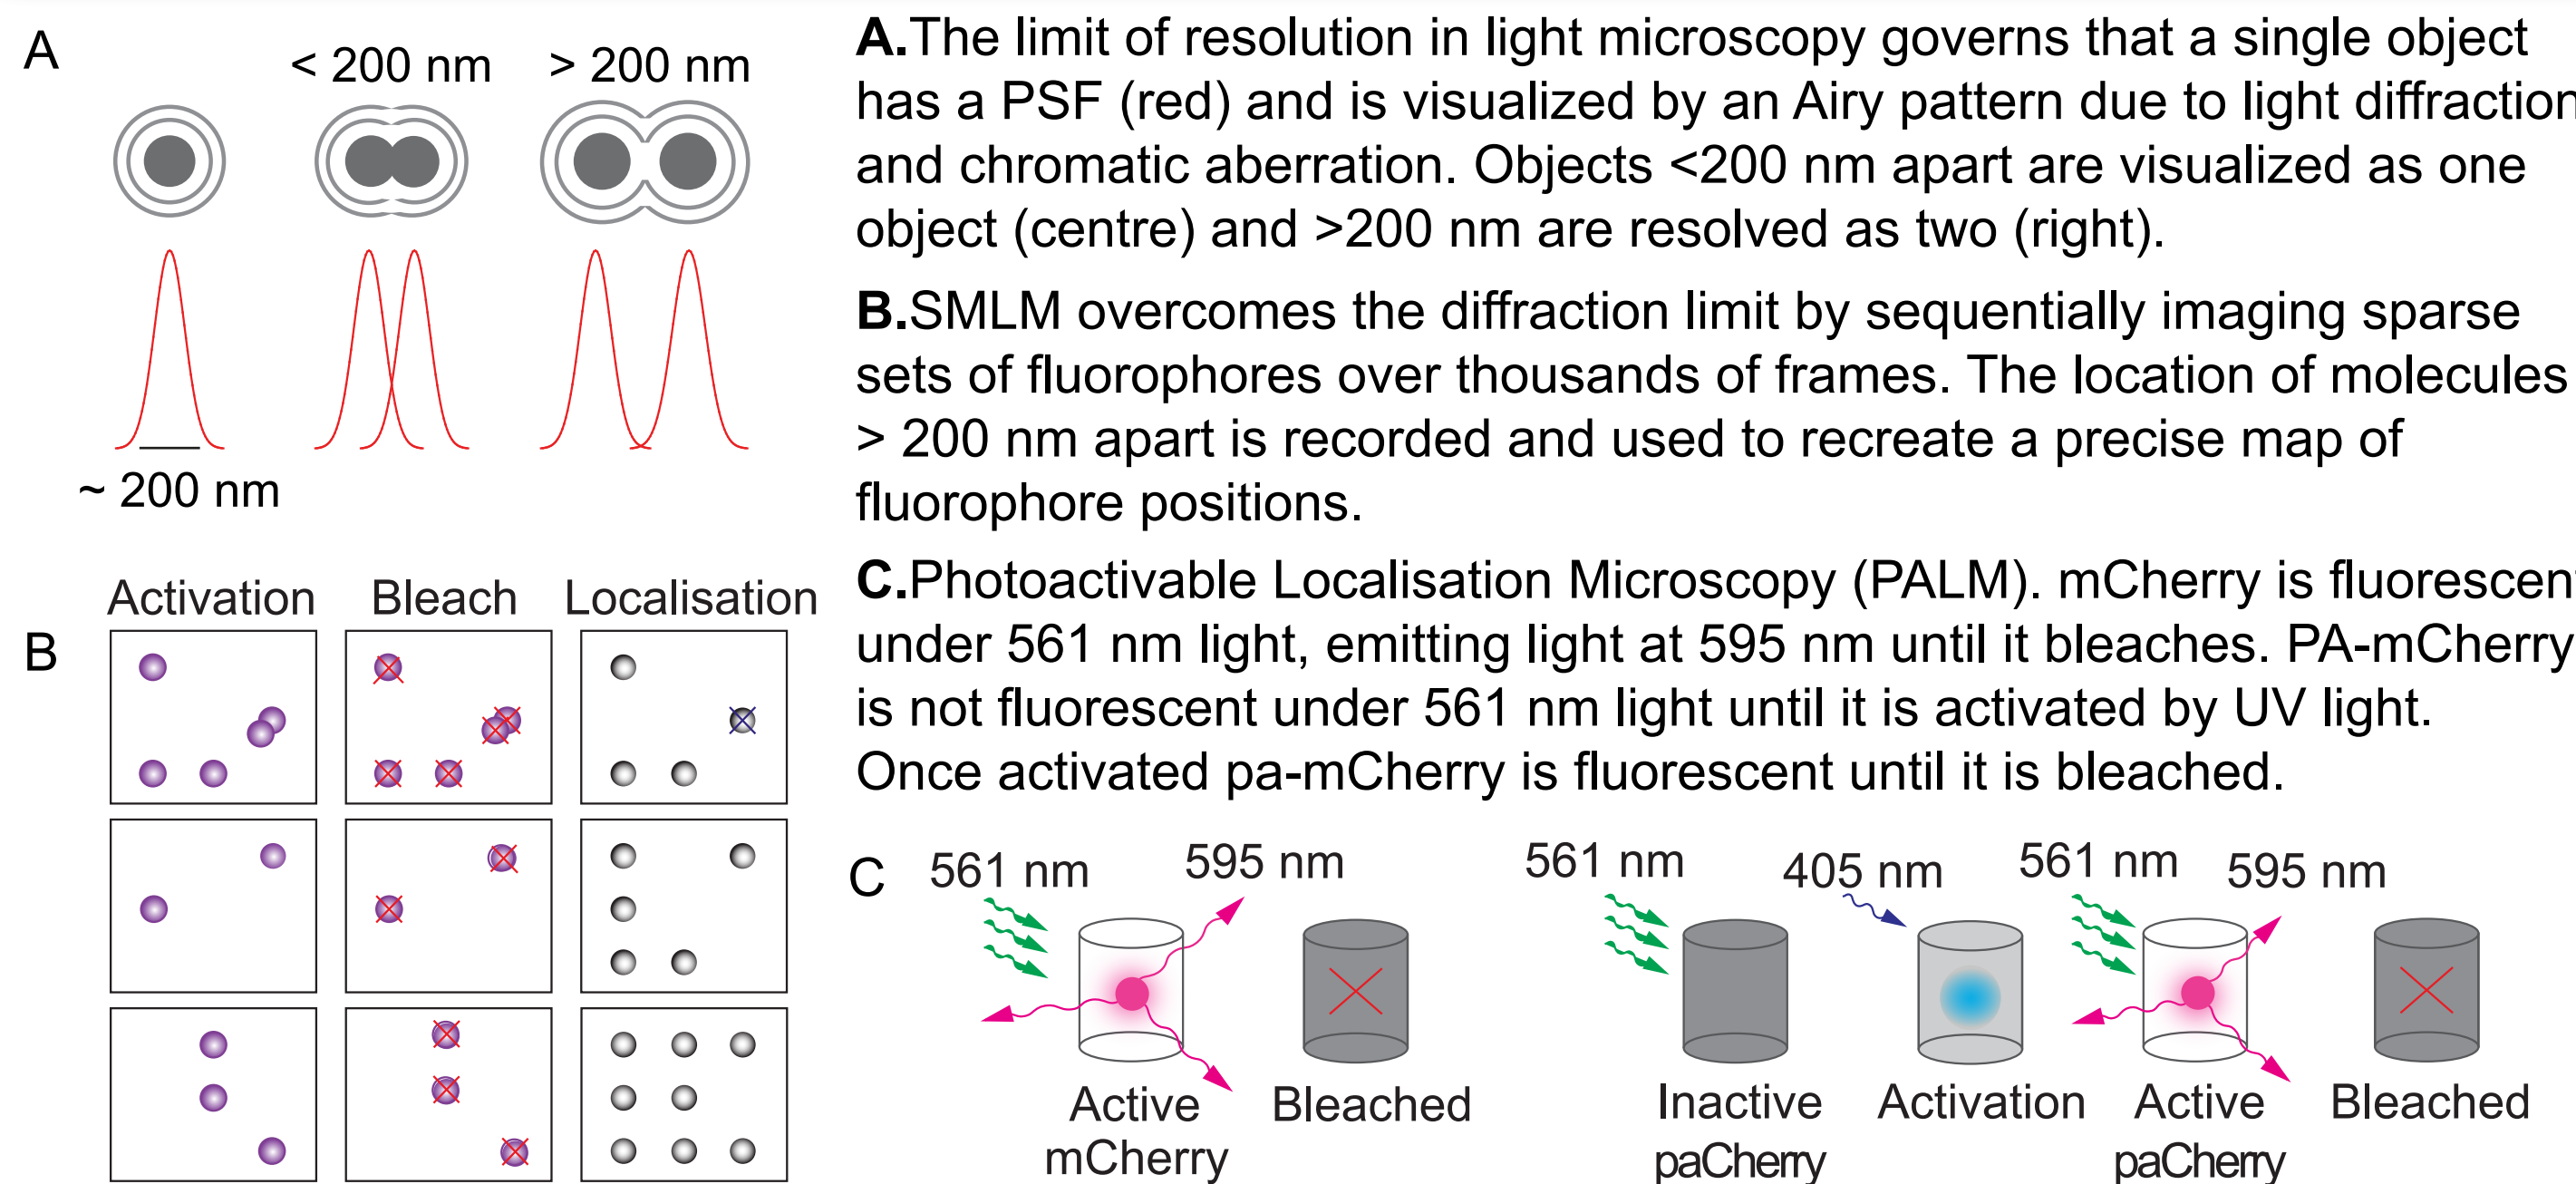 A
< 200 nm
> 200 nm
~ 200 nm
A.The limit of resolution in light microscopy governs that a single object
has a PSF (red) and is visualized by an Airy pattern due to light diffraction
and chromatic aberration. Objects <200 nm apart are visualized as one
object (centre) and >200 nm are resolved as two (right).
B.SMLM overcomes the diffraction limit by sequentially imaging sparse
sets of fluorophores over thousands of frames. The location of molecules
> 200 nm apart is recorded and used to recreate a precise map of
fluorophore positions.
C.Photoactivable Localisation Microscopy (PALM). mCherry is fluorescent
under 561 nm light, emitting light at 595 nm until it bleaches. PA-mCherry
is not fluorescent under 561 nm light until it is activated by UV light.
Once activated pa-mCherry is fluorescent until it is bleached.
Activation Bleach Localisation
B
C
561 nm 595 nm 561 nm 405 nm 561 nm 595 nm
Active Bleached Inactive Activation Active Bleached
mCherry paCherry paCherry